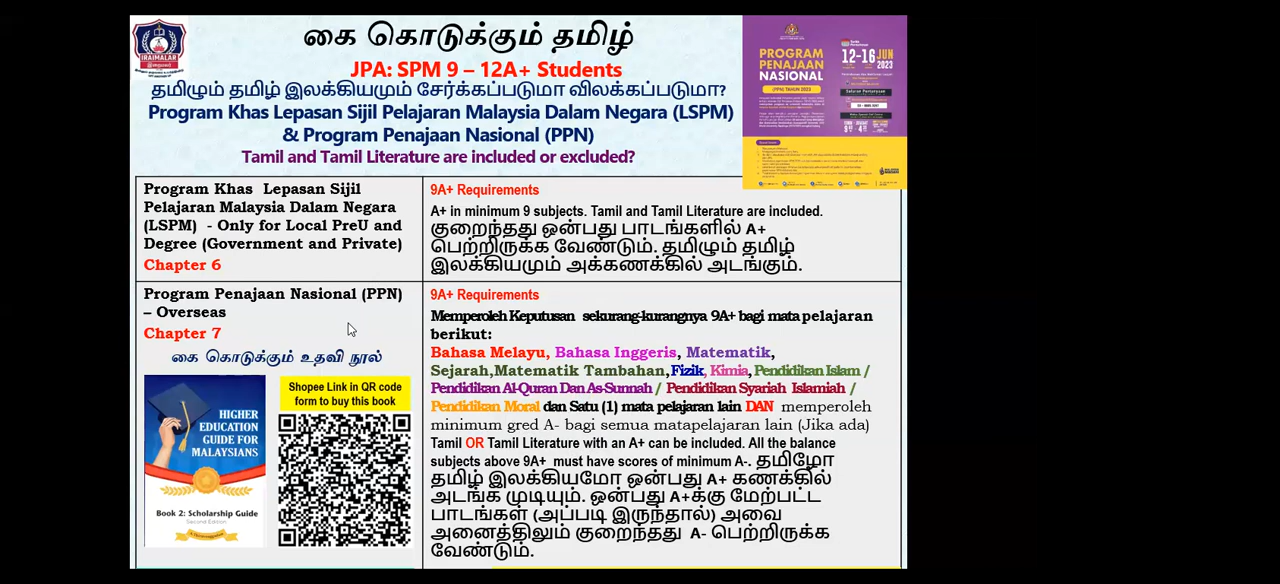 கை கொடுக்கும் தமிழ்
JPA: SPM 9 – 12A+ Students
தமிழும் தமிழ் இலக்கியமும் சேர்க்கப்படுமா விலக்கப்படுமா?
Program Khas Lepasan Sijil Pelajaran Malaysia Dalam Negara (LSPM)
& Program Penajaan Nasional (PPN)
Tamil and Tamil Literature are included or excluded?
IRAIMALAR
PROGRAM
PENAJAAN
NASIONAL
(PPN) TAHUN 2023
12-16 JUN
2023
Program Khas Lepasan Sijil
Pelajaran Malaysia Dalam Negara
(LSPM) - Only for Local PreU and
Degree (Government and Private)
Chapter 6
9A+ Requirements
A+ in minimum 9 subjects. Tamil and Tamil Literature are included.
குறைந்தது ஒன்பது பாடங்களில் A+
பெற்றிருக்க வேண்டும். தமிழும் தமிழ்
இலக்கியமும் அக்கணக்கில் அடங்கும்.
Program Penajaan Nasional (PPN)
– Overseas
Chapter 7
கை கொடுக்கும் உதவி நூல்
HIGHER
EDUCATION
GUIDE FOR
MALAYSIANS
Book 2: Scholarship Guide
Second Edition
Shopee Link in QR code
form to buy this book
9A+ Requirements
Memperoleh Keputusan sekurang-kurangnya 9A+ bagi mata pelajaran
berikut:
Bahasa Melayu, Bahasa Inggeris, Matematik,
Sejarah,Matematik Tambahan,Fizik, Kimia, Pendidikan Islam /
Pendidikan Al-Quran Dan As-Sunnah / Pendidikan Syariah Islamiah /
Pendidikan Moral dan Satu (1) mata pelajaran lain DAN memperoleh
minimum gred A- bagi semua matapelajaran lain (Jika ada)
Tamil OR Tamil Literature with an A+ can be included. All the balance
subjects above 9A+ must have scores of minimum A-. தமிழோ
தமிழ் இலக்கியமோ ஒன்பது A+ கணக்கில்
அடங்க முடியும். ஒன்பது A+க்கு மேற்பட்ட
பாடங்கள் (அப்படி இருந்தால்) அவை
அனைத்திலும் குறைந்தது A- பெற்றிருக்க
வேண்டும்.